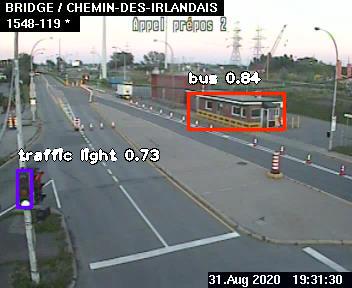 BRIDGE / CHEMIN-DES-IRLANDAIS
1548-119 *
Appel prépos 2
bus 0.84
traffic light 0.73
31.Aug 2020 19:31:30